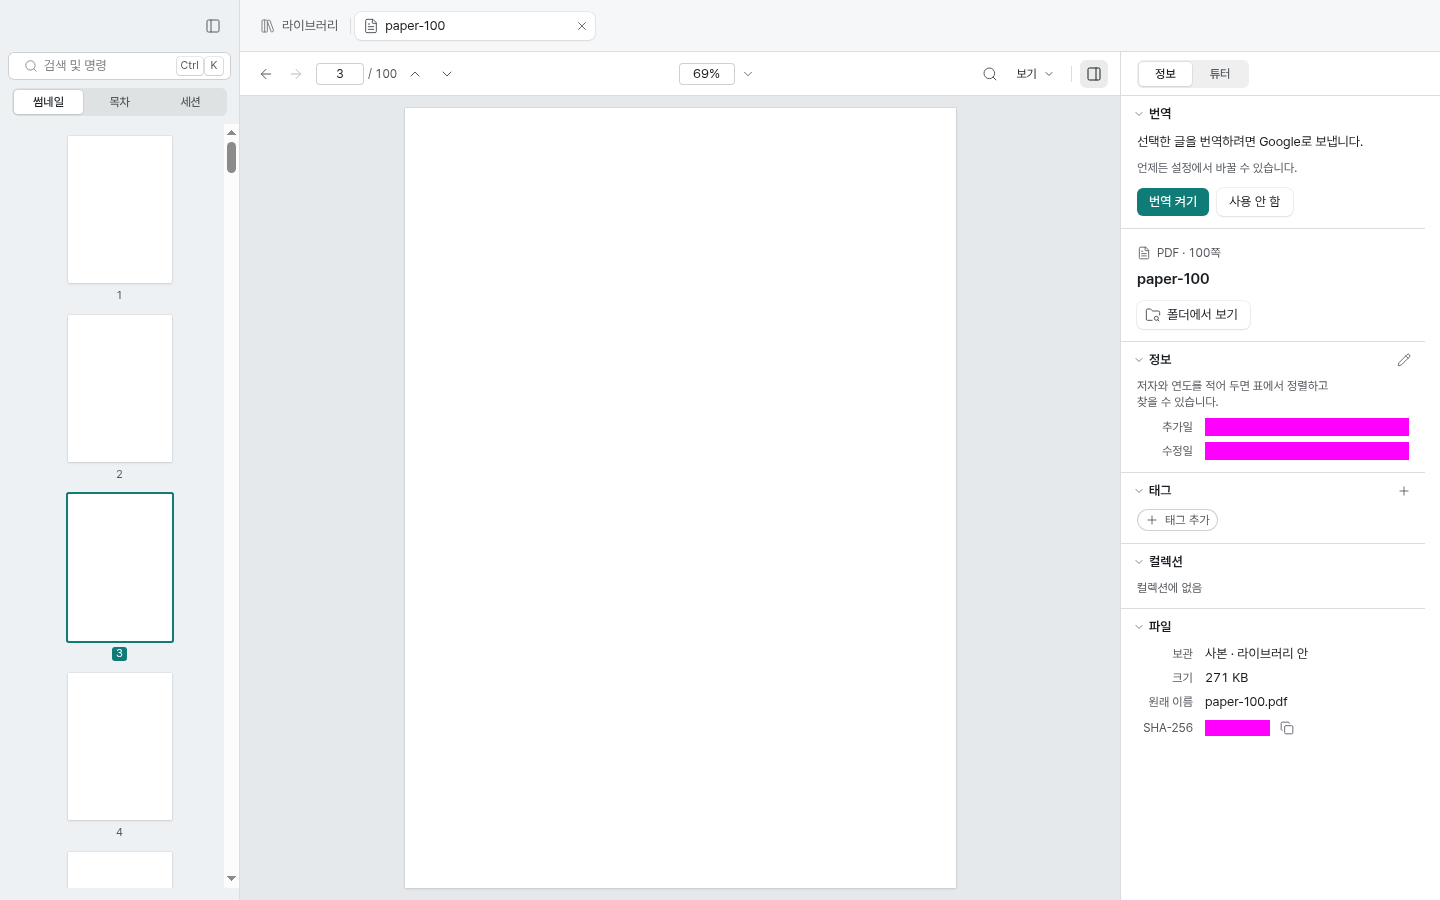 라이브러리
paper-100
검색 및 명령 Ctrl K
썸네일 목차 세션
3 / 100
69%
보기
정보 튜터
1
2
3
4
번역
선택한 글을 번역하려면 Google로 보냅니다.
언제든 설정에서 바꿀 수 있습니다.
번역 켜기 사용 안 함
PDF · 100쪽
paper-100
폴더에서 보기
정보
저자와 연도를 적어 두면 표에서 정렬하고
찾을 수 있습니다.
추가일
수정일
태그
태그 추가
컬렉션
컬렉션에 없음
파일
보관 사본 · 라이브러리 안
크기 271 KB
원래 이름 paper-100.pdf
SHA-256